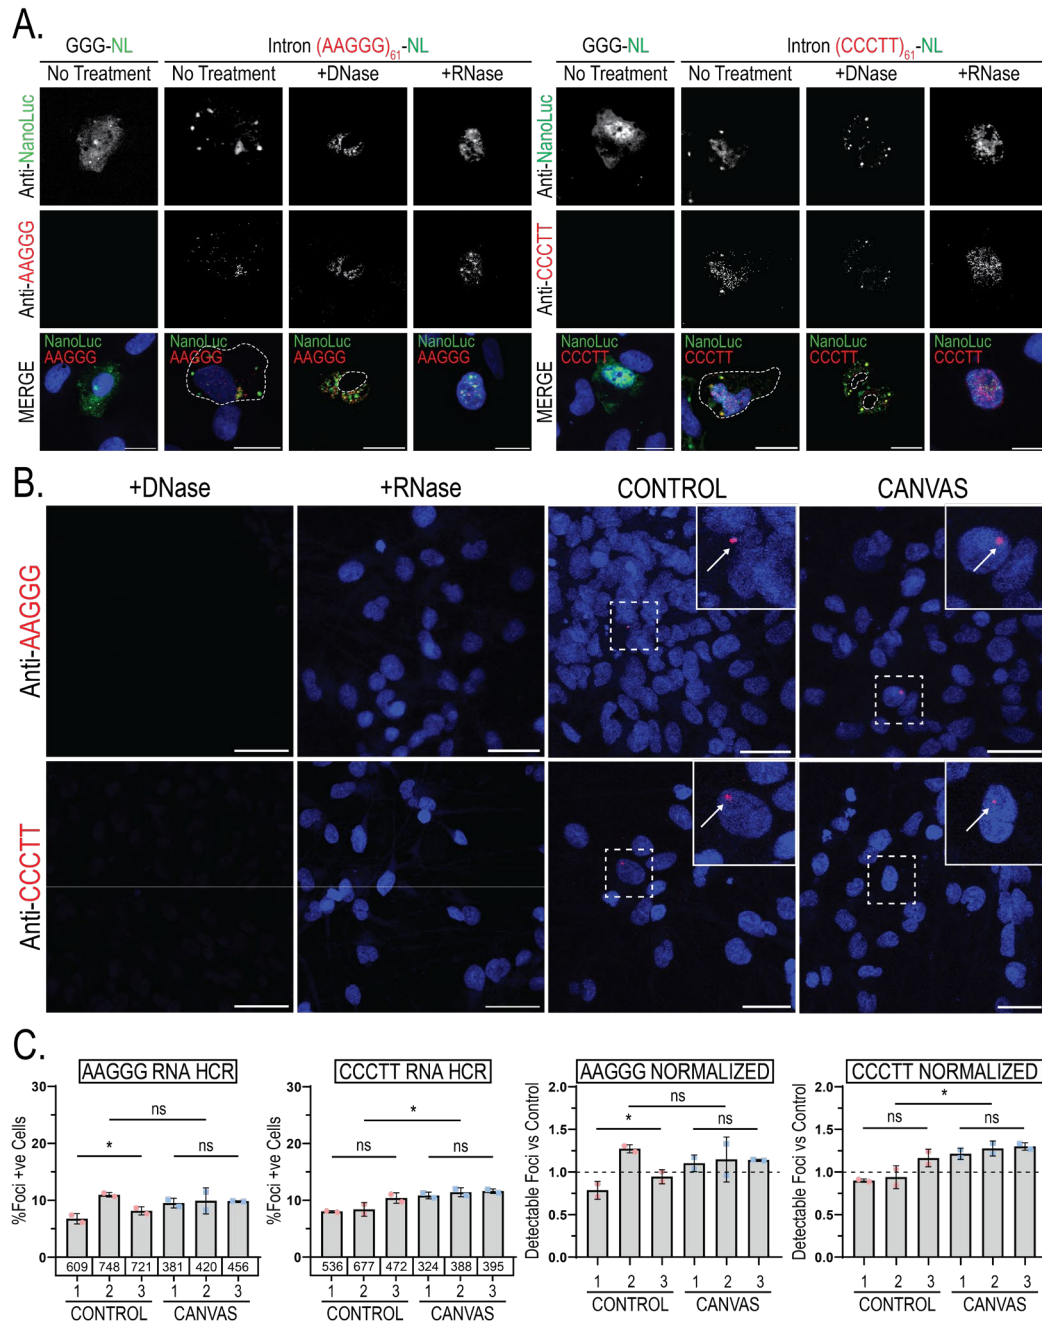 A.
GGG-NL
Intron (AAGGG)61-NL
GGG-NL
Intron (CCCTT)61-NL
No Treatment
No Treatment
+DNase
+RNase
No Treatment
No Treatment
+DNase
+RNase
Anti-NanoLuc
Anti-NanoLuc
Anti-AAGGG
Anti-CCCTT
MERGE
NanoLuc
AAGGG
NanoLuc
AAGGG
NanoLuc
AAGGG
NanoLuc
AAGGG
MERGE
NanoLuc
CCCTT
NanoLuc
CCCTT
NanoLuc
CCCTT
NanoLuc
CCCTT
B.
+DNase
+RNase
CONTROL
CANVAS
Anti-AAGGG
Anti-CCCTT
C.
AAGGG RNA HCR
%Foci +ve Cells
30
20
10
0
ns
*
ns
609 748 721 381 420 456
1 2 3 1 2 3
CONTROL CANVAS
CCCTT RNA HCR
%Foci +ve Cells
30
20
10
0
*
ns
ns
536 677 472 324 388 395
1 2 3 1 2 3
CONTROL CANVAS
AAGGG NORMALIZED
Detectable Foci vs Control
2.0
1.5
1.0
0.5
0.0
ns
*
ns
1 2 3 1 2 3
CONTROL CANVAS
CCCTT NORMALIZED
Detectable Foci vs Control
2.0
1.5
1.0
0.5
0.0
*
ns
ns
1 2 3 1 2 3
CONTROL CANVAS